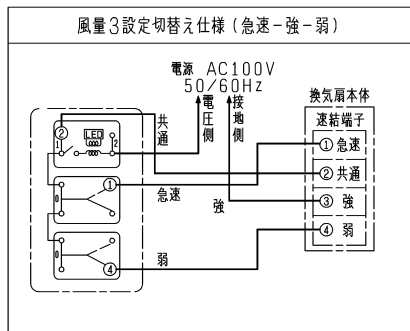 風量3設定切替え仕様(急速-強-弱)
電源 AC100V
50/60Hz
電圧側
接地側
換気扇本体
速結端子
① 急速
② 共通
③ 強
④ 弱
共通
② LED
1 2
急速
①
0
強
弱
④
0